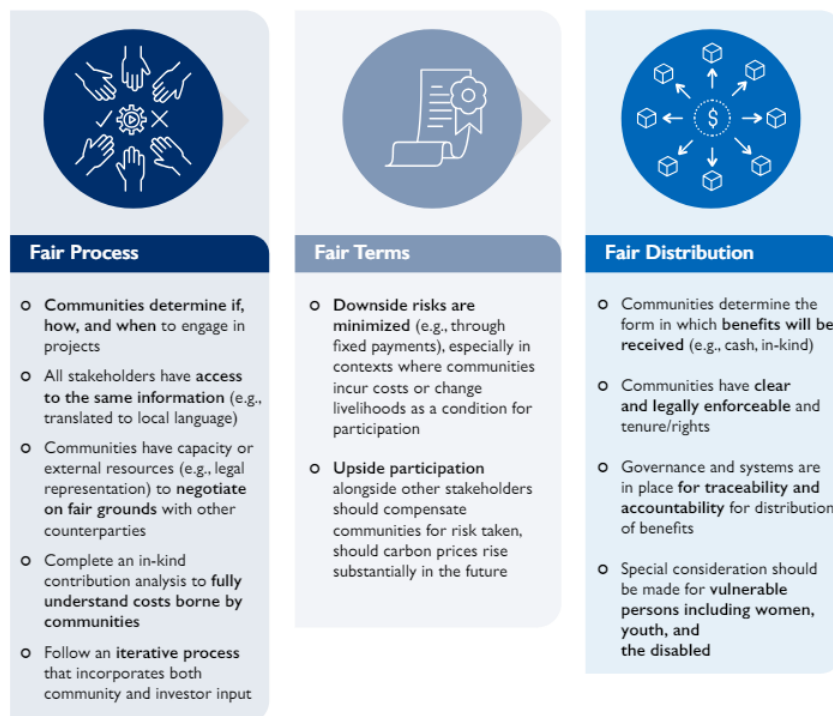 Fair Process
Communities determine if,
how, and when to engage in
projects
All stakeholders have access
to the same information (e.g.,
translated to local language)
Communities have capacity or
external resources (e.g., legal
representation) to negotiate
on fair grounds with other
counterparties
Complete an in-kind
contribution analysis to fully
understand costs borne by
communities
Follow an iterative process
that incorporates both
community and investor input
Fair Terms
Downside risks are
minimized (e.g., through
fixed payments), especially in
contexts where communities
incur costs or change
livelihoods as a condition for
participation
Upside participation
alongside other stakeholders
should compensate
communities for risk taken,
should carbon prices rise
substantially in the future
$
Fair Distribution
Communities determine the
form in which benefits will be
received (e.g., cash, in-kind)
Communities have clear
and legally enforceable and
tenure/rights
Governance and systems are
in place for traceability and
accountability for distribution
of benefits
Special consideration should
be made for vulnerable
persons including women,
youth, and
the disabled